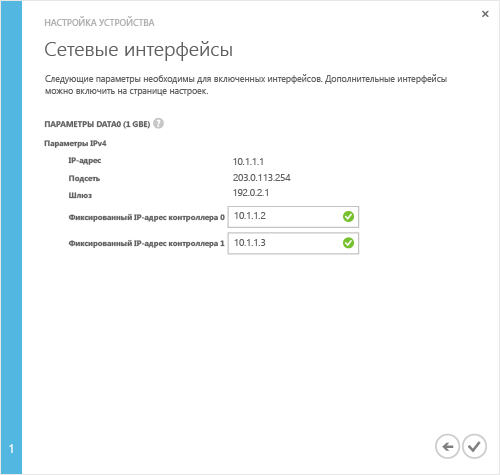 НАСТРОЙКА УСТРОЙСТВА
Сетевые интерфейсы
Следующие параметры необходимы для включенных интерфейсов. Дополнительные интерфейсы
можно включить на странице настроек.
ПАРАМЕТРЫ DATA0 (1 GBE) ?
Параметры IPv4
IP-адрес 10.1.1.1
Подсеть 203.0.113.254
Шлюз 192.0.2.1
Фиксированный IP-адрес контроллера 0 10.1.1.2
Фиксированный IP-адрес контроллера 1 10.1.1.3
1